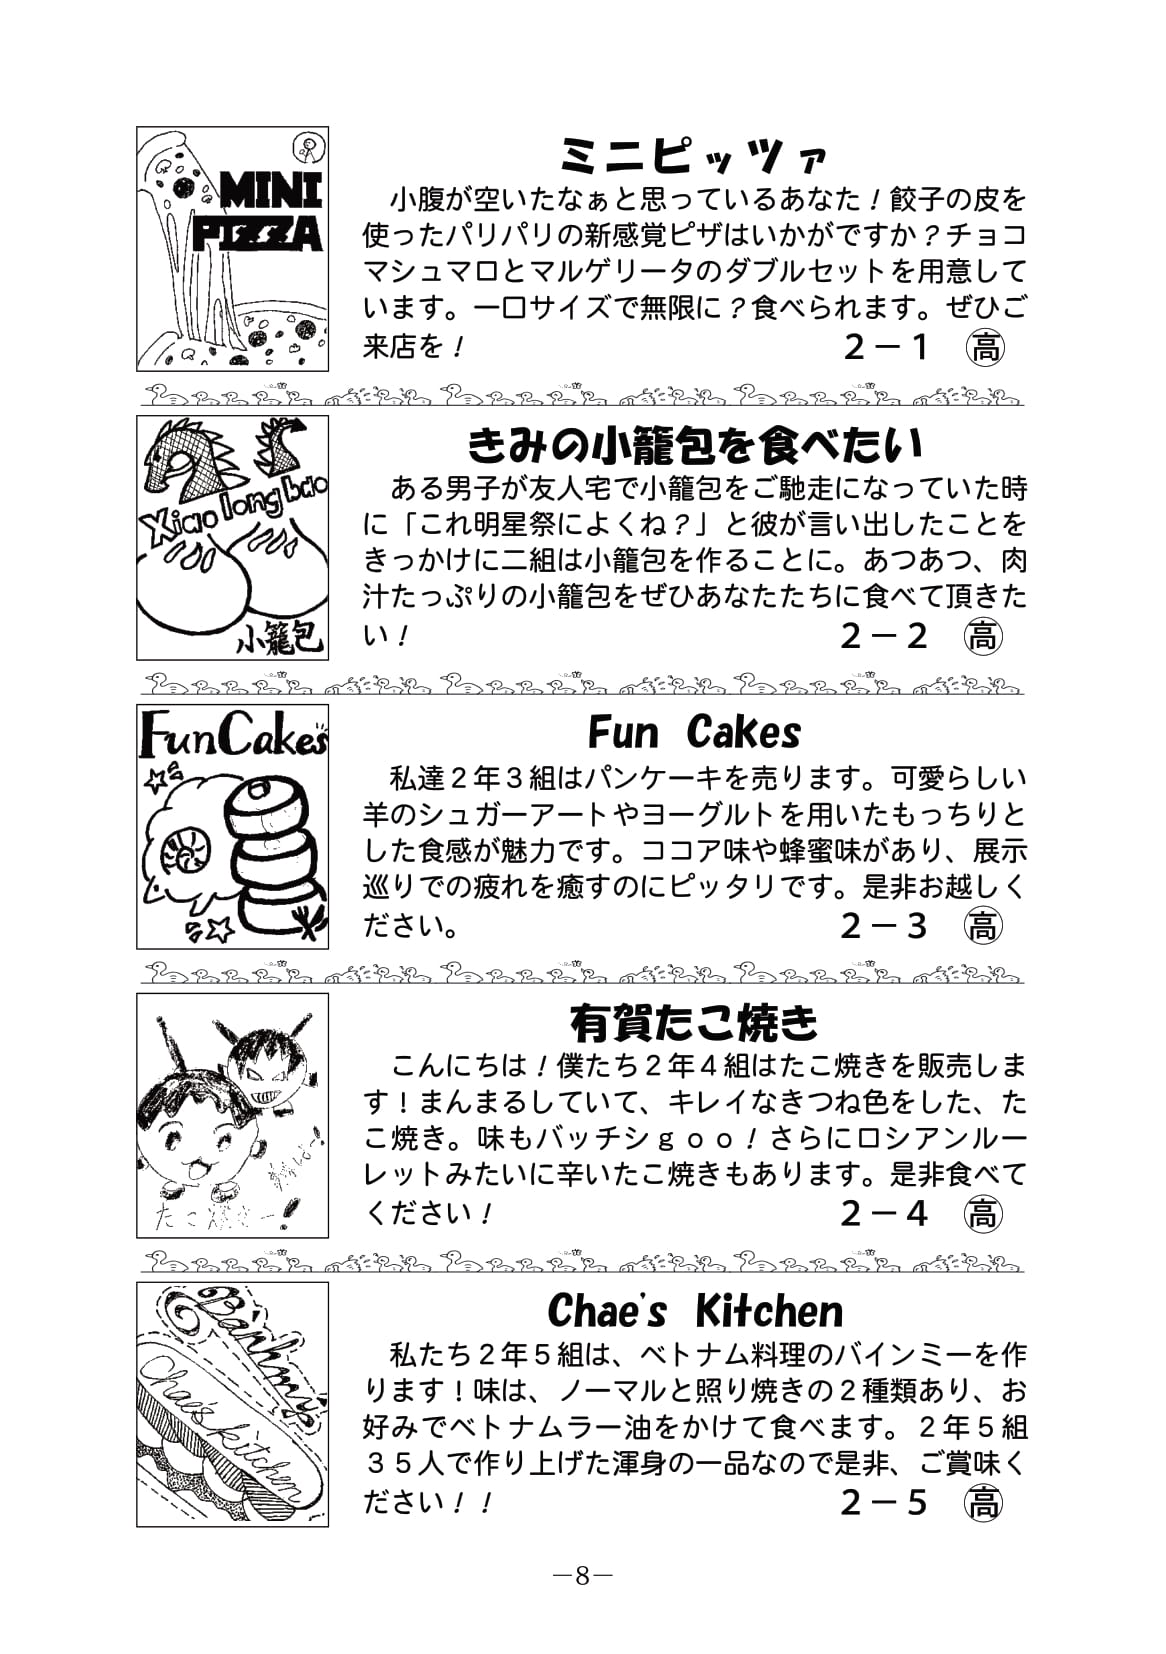 MINI
PIZZA
ミニピッツァ
小腹が空いたなぁと思っているあなた！餃子の皮を
使ったパリパリの新感覚ピザはいかがですか？チョコ
マシュマロとマルゲリータのダブルセットを用意して
います。一口サイズで無限に？食べられます。ぜひご
来店を！ ２－１ ㊗高
Xiao long bao
小籠包
きみの小籠包を食べたい
ある男子が友人宅で小籠包をご馳走になっていた時
に「これ明星祭によくね？」と彼が言い出したことを
きっかけに二組は小籠包を作ることに。あつあつ、肉
汁たっぷりの小籠包をぜひあなたたちに食べて頂きた
い！ ２－２ 高
Fun Cakes
Fun Cakes
私達２年３組はパンケーキを売ります。可愛らしい
羊のシュガーアートやヨーグルトを用いたもっちりと
した食感が魅力です。ココア味や蜂蜜味があり、展示
巡りでの疲れを癒すのにピッタリです。是非お越しく
ださい。 ２－３ 高
有賀たこ焼き
こんにちは！僕たち２年４組はたこ焼きを販売しま
す！まんまるしていて、キレイなきつね色をした、た
こ焼き。味もバッチシｇｏｏ！さらにロシアンルー
レットみたいに辛いたこ焼きもあります。是非食べて
ください！ ２－４ 高
Bánhmì
Chae's kitchen
Chae's Kitchen
私たち２年５組は、ベトナム料理のバインミーを作
ります！味は、ノーマルと照り焼きの２種類あり、お
好みでベトナムラー油をかけて食べます。２年５組
３５人で作り上げた渾身の一品なので是非、ご賞味く
ださい！！ ２－５ 高
－8－